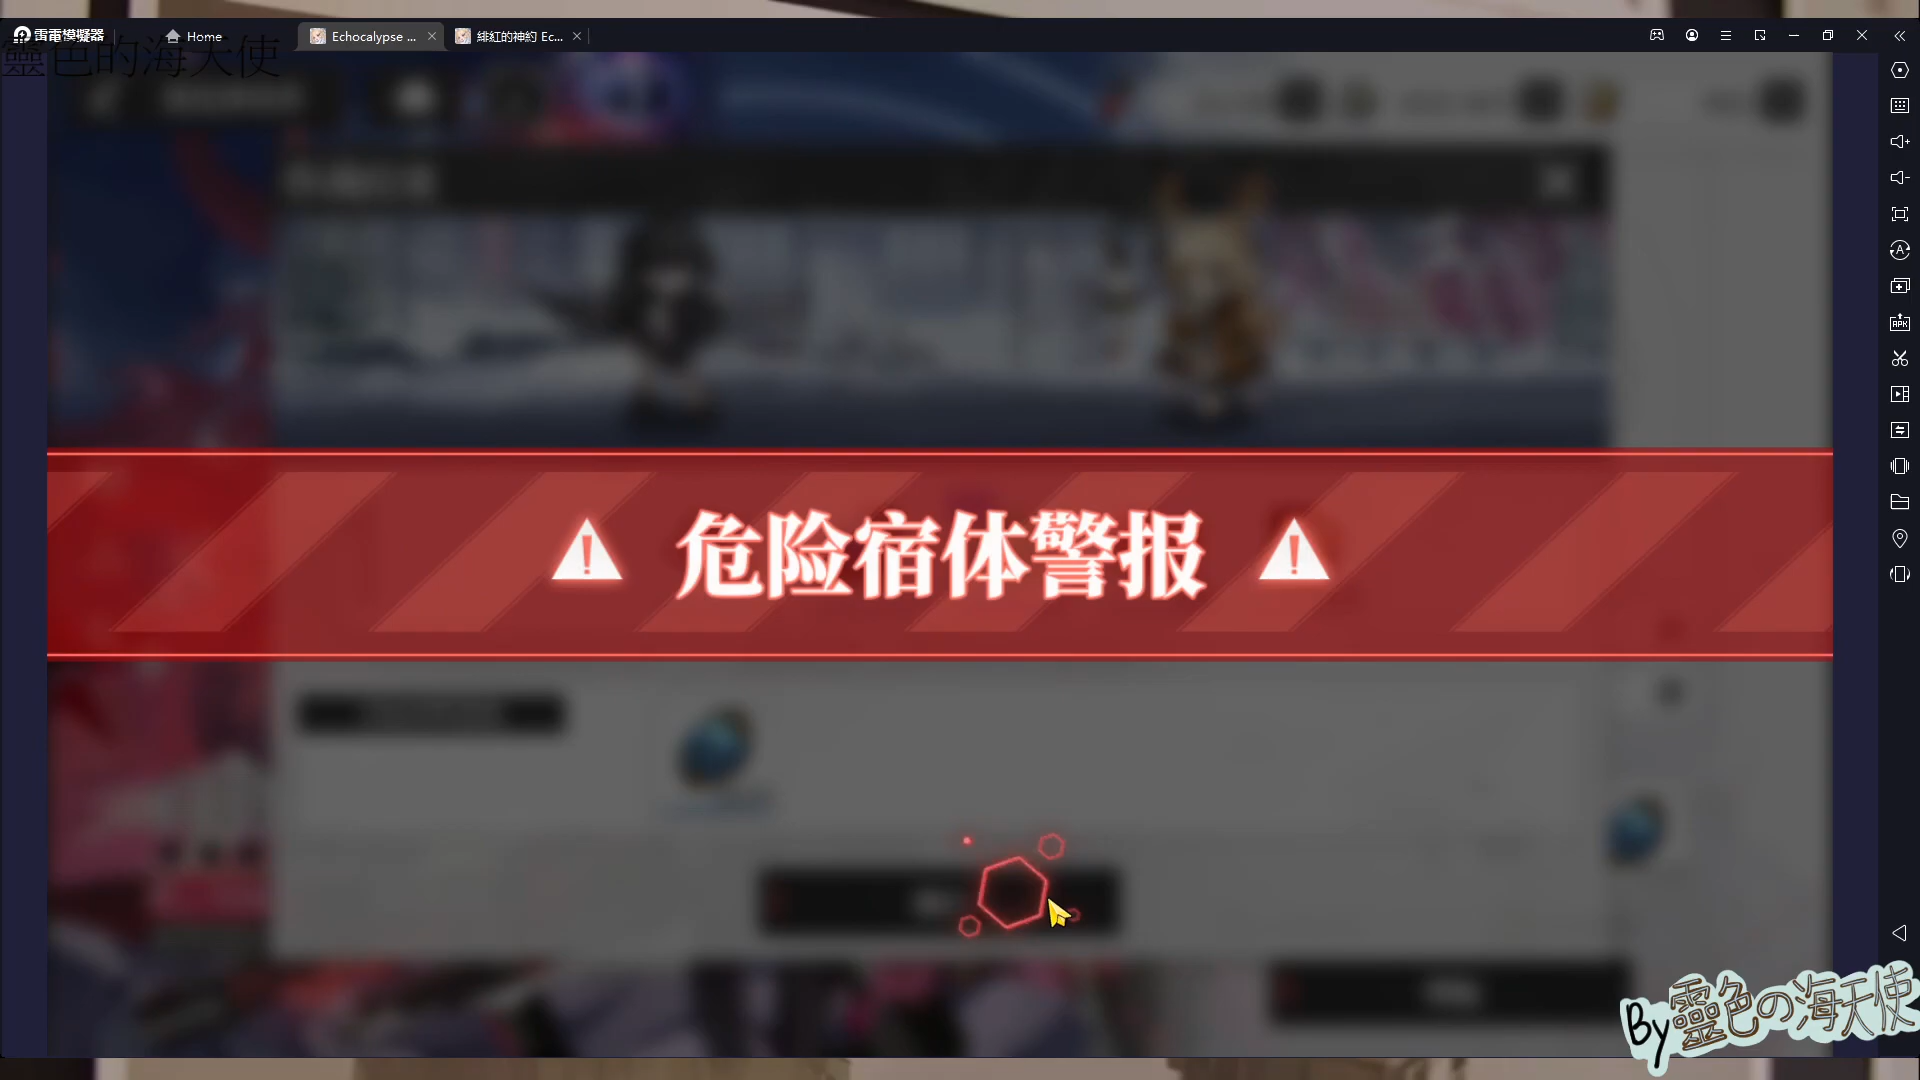 雷電模擬器
Home
Echocalypse ...
緋紅的神約 Ec...
靈色的海天使
危险宿体警报
By靈色の海天使